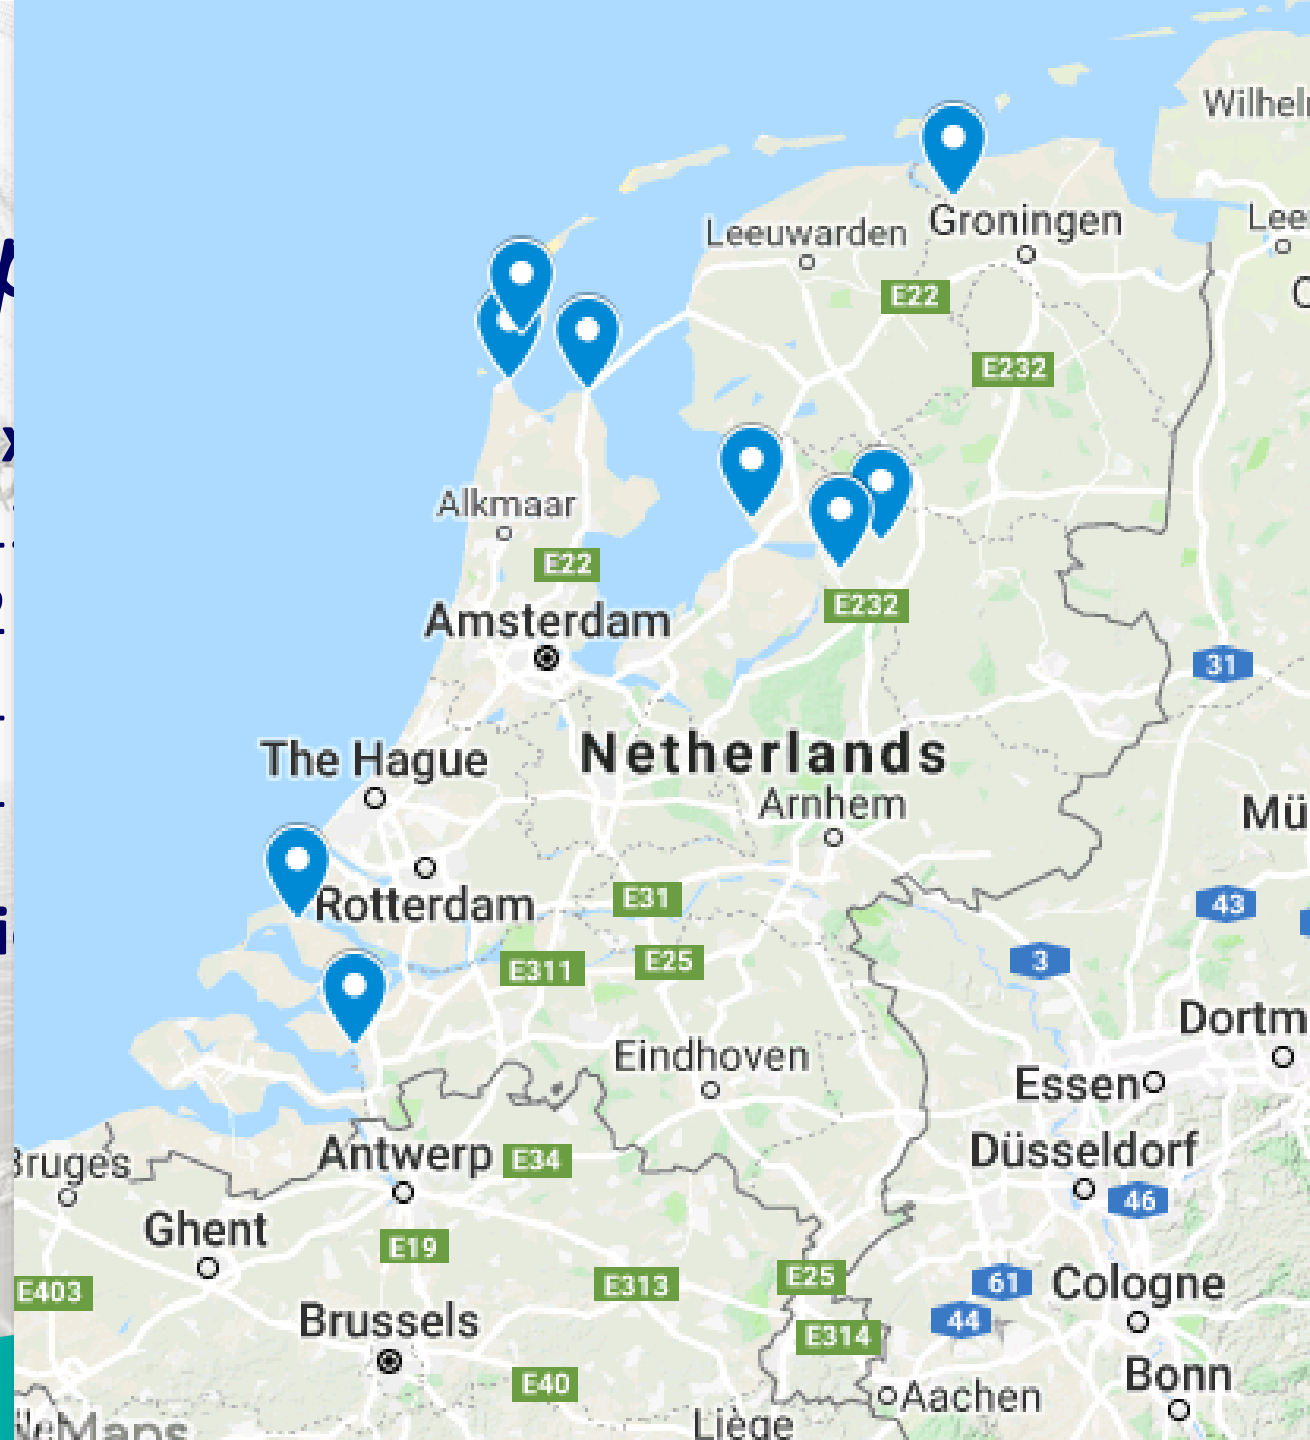 Wilhel
Groningen
Leeuwarden
Lee
E22
E232
Alkmaar
E22
E232
Amsterdam
31
The Hague
Netherlands
Arnhem
Mü
Rotterdam
E31
43
E311
E25
3
Dortm
Eindhoven
Essen
Antwerp
E34
Düsseldorf
Bruges
46
Ghent
E19
E403
E313
E25
61
Cologne
Brussels
44
E314
E40
Bonn
Aachen
Liège
Maps